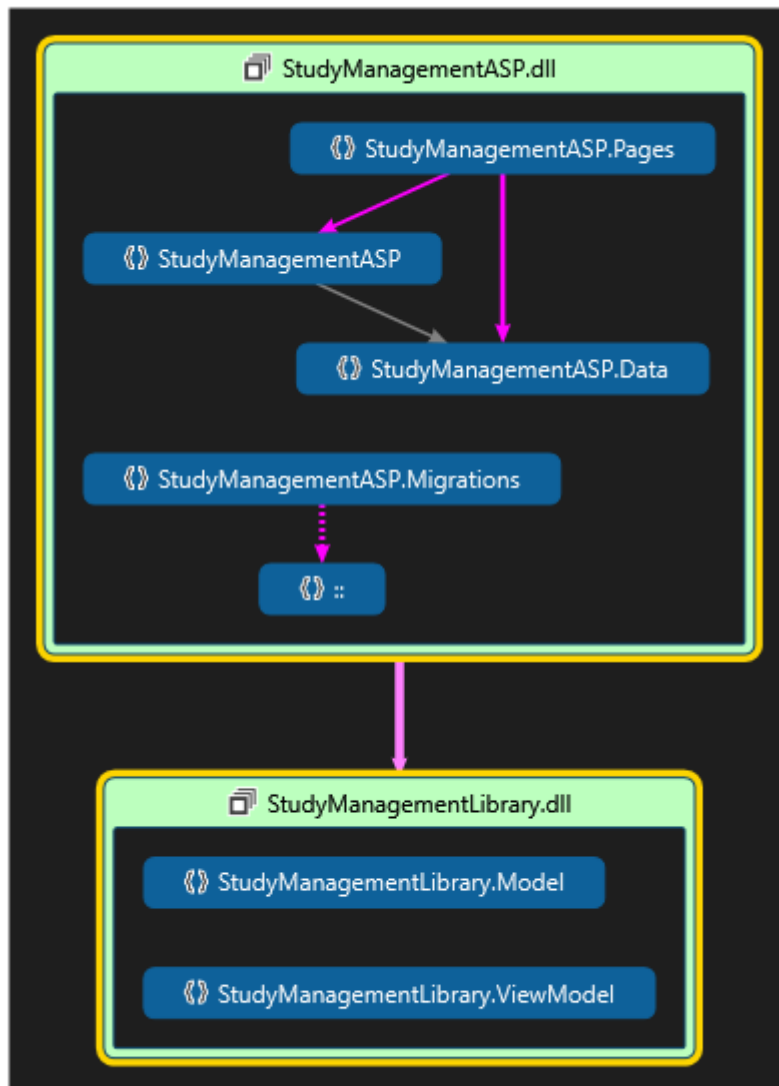 StudyManagementASP.dll
StudyManagementASP.Pages
StudyManagementASP
StudyManagementASP.Data
StudyManagementASP.Migrations
::
StudyManagementLibrary.dll
StudyManagementLibrary.Model
StudyManagementLibrary.ViewModel